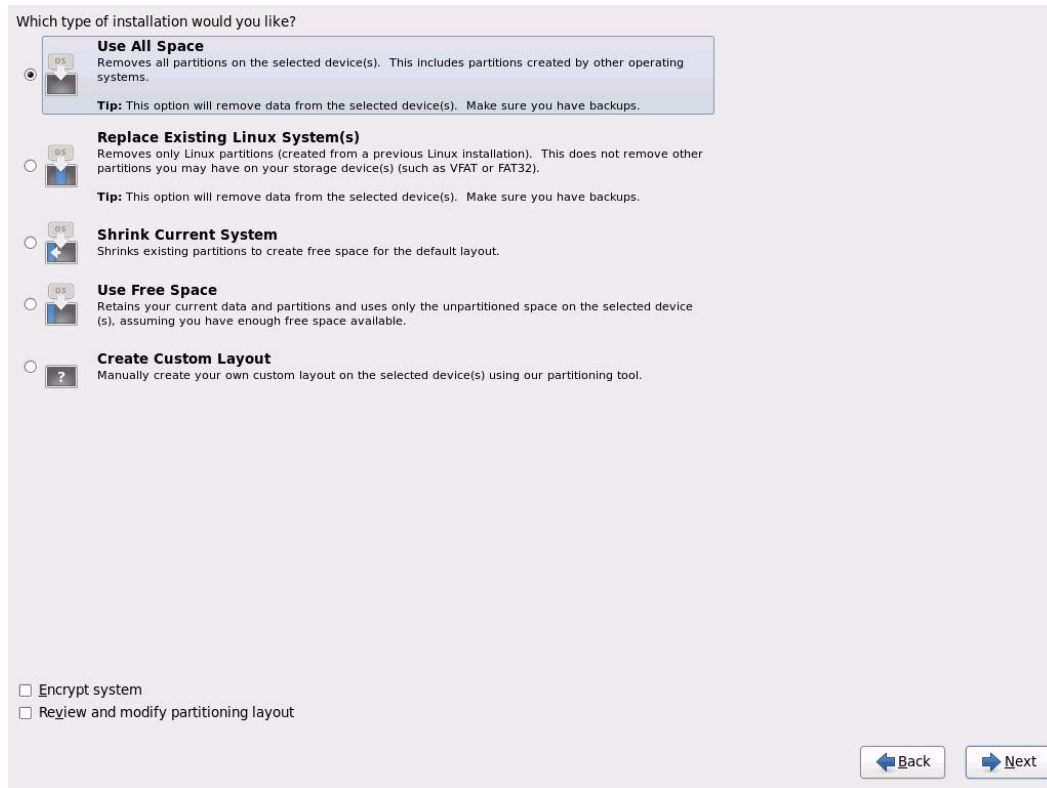 Which type of installation would you like?
os
Use All Space
Removes all partitions on the selected device(s). This includes partitions created by other operating
systems.
Tip: This option will remove data from the selected device(s). Make sure you have backups.
os
Replace Existing Linux System(s)
Removes only Linux partitions (created from a previous Linux installation). This does not remove other
partitions you may have on your storage device(s) (such as VFAT or FAT32).
Tip: This option will remove data from the selected device(s). Make sure you have backups.
os
Shrink Current System
Shrinks existing partitions to create free space for the default layout.
os
Use Free Space
Retains your current data and partitions and uses only the unpartitioned space on the selected device
(s), assuming you have enough free space available.
?
Create Custom Layout
Manually create your own custom layout on the selected device(s) using our partitioning tool.
Encrypt system
Review and modify partitioning layout
Back
Next